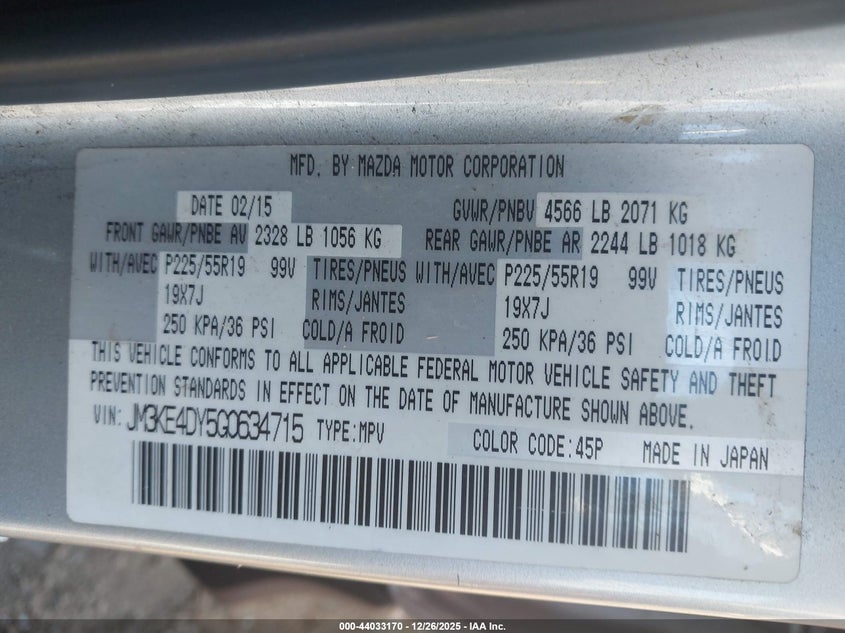 MFD. BY MAZDA MOTOR CORPORATION
DATE 02/15 GVWR/PNBV 4566 LB 2071 KG
FRONT GAWR/PNBE AV 2328 LB 1056 KG REAR GAWR/PNBE AR 2244 LB 1018 KG
WITH/AVEC P225/55R19 99V TIRES/PNEUS WITH/AVEC P225/55R19 99V TIRES/PNEUS
19X7J RIMS/JANTES 19X7J RIMS/JANTES
250 KPA/36 PSI COLD/A FROID 250 KPA/36 PSI COLD/A FROID
THIS VEHICLE CONFORMS TO ALL APPLICABLE FEDERAL MOTOR VEHICLE SAFETY AND THEFT
PREVENTION STANDARDS IN EFFECT ON THE DATE OF MANUFACTURE SHOWN ABOVE.
VIN: JM3KE4DY5G0634715 TYPE:MPV COLOR CODE:45P MADE IN JAPAN
000-44033170 - 12/26/2025 - IAA Inc.